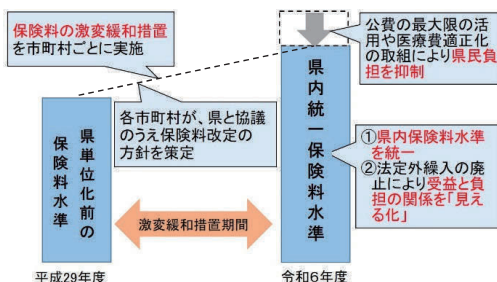 保険料の激変緩和措置
を市町村ごとに実施
公費の最大限の活
用や医療費適正化
の取組により県民負
担を抑制
各市町村が、県と協議
のうえ保険料改定の
方針を策定
県単位化前の
保険料水準
県内統一保険料水準
①県内保険料水準
を統一
②法定外繰入の廃
止により受益と負
担の関係を「見え
る化」
激変緩和措置期間
平成29年度
令和6年度